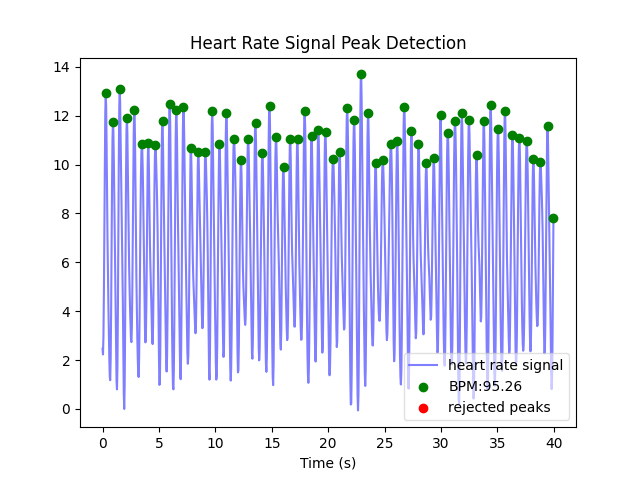 Heart Rate Signal Peak Detection
14
12
10
8
6
4
2
0
heart rate signal
BPM:95.26
rejected peaks
0 5 10 15 20 25 30 35 40
Time (s)